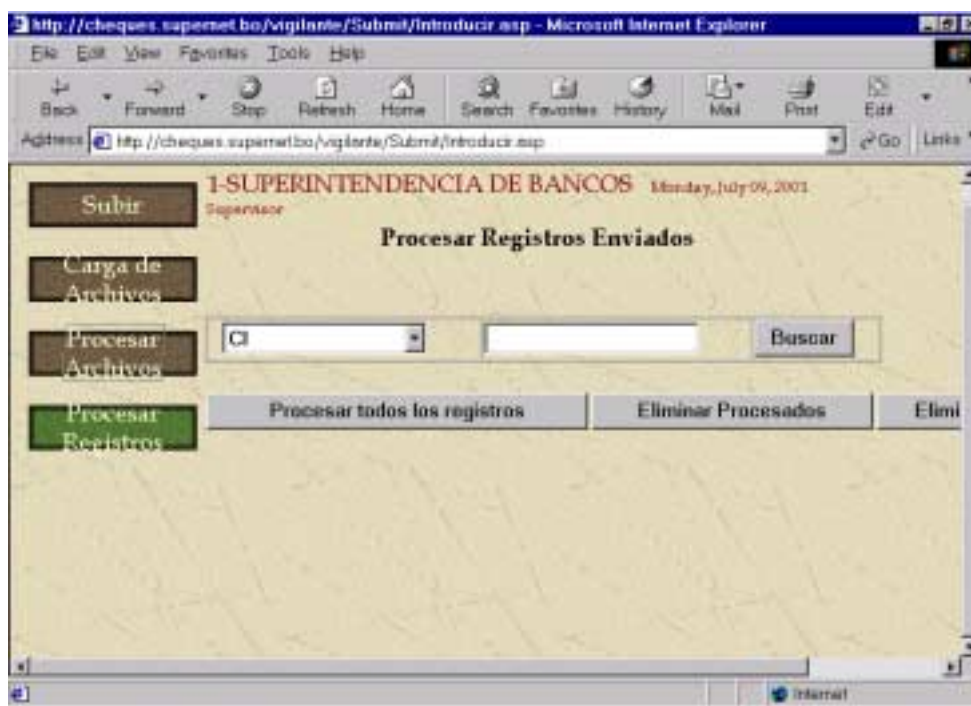 http://cheques.supernet.bo/vigilante/Submit/Introducir.asp - Microsoft Internet Explorer
File Edit View Favorites Tools Help
Back Forward Stop Refresh Home Search Favorites History Mail Print Edit
Address http://cheques.supernet.bo/vigilante/Submit/Introducir.asp Go Links
Subir
Carga de
Archivos
Procesar
Archivos
Procesar
Registros
1-SUPERINTENDENCIA DE BANCOS Monday, July 09, 2001
Supervisor
Procesar Registros Enviados
CI Buscar
Procesar todos los registros Eliminar Procesados Elimi
Internet